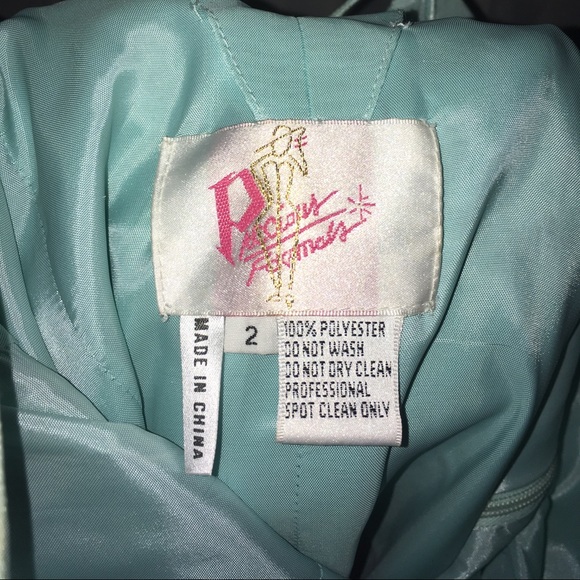 Precious
Formals
MADE IN CHINA
2
100% POLYESTER
DO NOT WASH
DO NOT DRY CLEAN
PROFESSIONAL
SPOT CLEAN ONLY